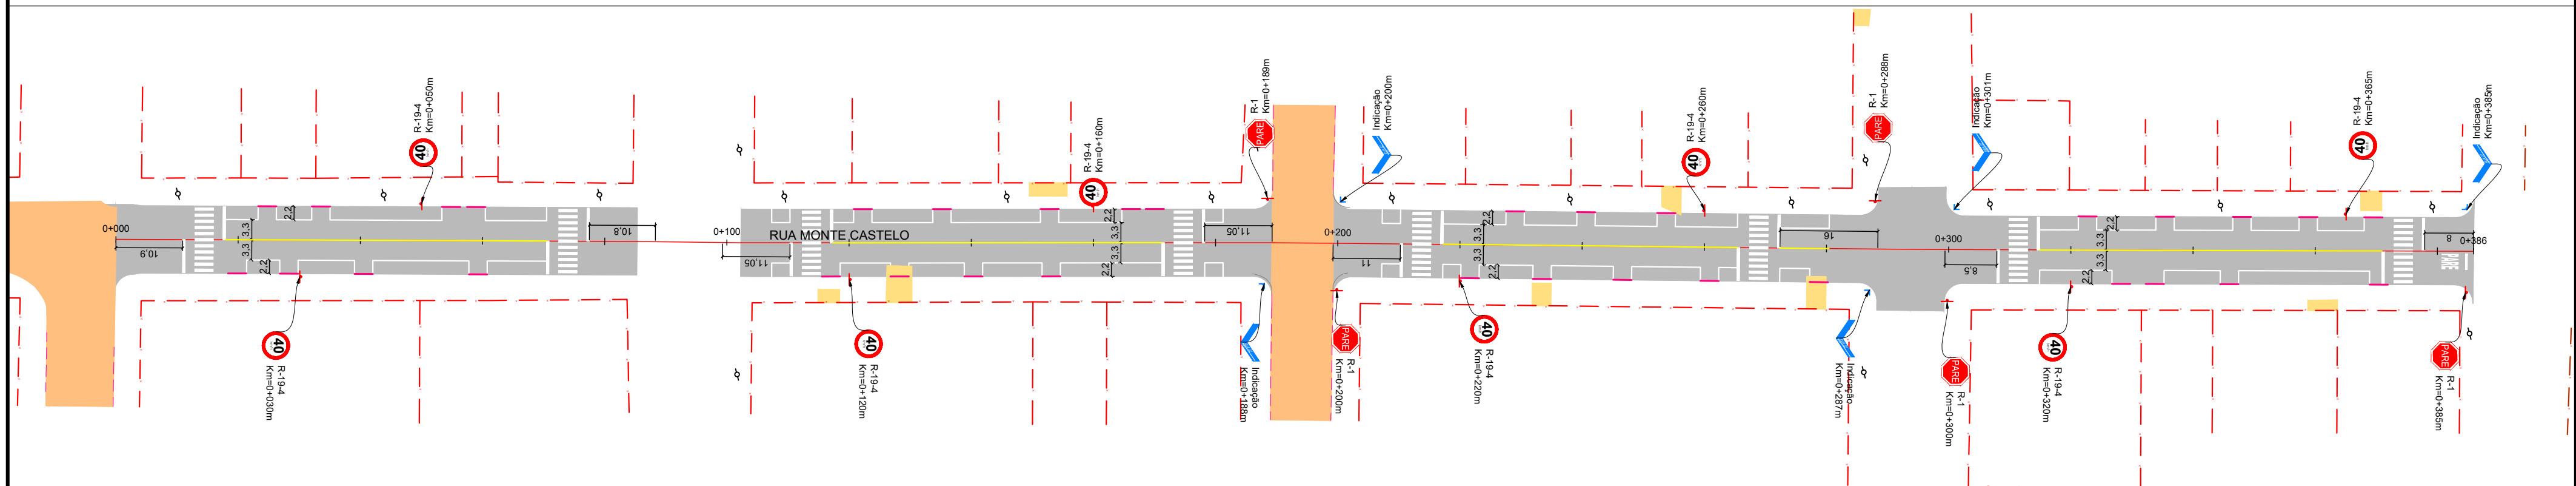 R-19-4
Km=0+050m
40
R-19-4
Km=0+160m
40
R-1
Km=0+189m
PARE
Indicação
Km=0+200m
R-19-4
Km=0+260m
40
R-1
Km=0+288m
PARE
Indicação
Km=0+301m
R-19-4
Km=0+365m
40
Indicação
Km=0+385m
0+000
10,9
2,2
3,3
3,3
2,2
10,8
0+100
11,05
RUA MONTE CASTELO
2,2
3,3
3,3
2,2
11,05
0+200
11
2,2
3,3
3,3
2,2
16
0+300
8,5
2,2
3,3
3,3
2,2
8
0+386
PARE
40
R-19-4
Km=0+030m
40
R-19-4
Km=0+120m
Indicação
Km=0+188m
PARE
R-1
Km=0+200m
40
R-19-4
Km=0+220m
Indicação
Km=0+287m
PARE
R-1
Km=0+300m
40
R-19-4
Km=0+320m
PARE
R-1
Km=0+385m